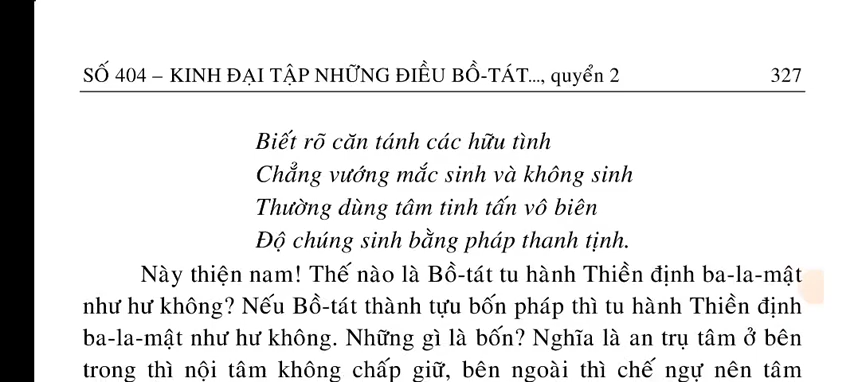 SỐ 404 – KINH ĐẠI TẬP NHỮNG ĐIỀU BỒ-TÁT..., quyển 2 327
Biết rõ căn tánh các hữu tình
Chẳng vướng mắc sinh và không sinh
Thường dùng tâm tinh tấn vô biên
Độ chúng sinh bằng pháp thanh tịnh.
Này thiện nam! Thế nào là Bồ-tát tu hành Thiền định ba-la-mật
như hư không? Nếu Bồ-tát thành tựu bốn pháp thì tu hành Thiền định
ba-la-mật như hư không. Những gì là bốn? Nghĩa là an trụ tâm ở bên
trong thì nội tâm không chấp giữ, bên ngoài thì chế ngự nên tâm